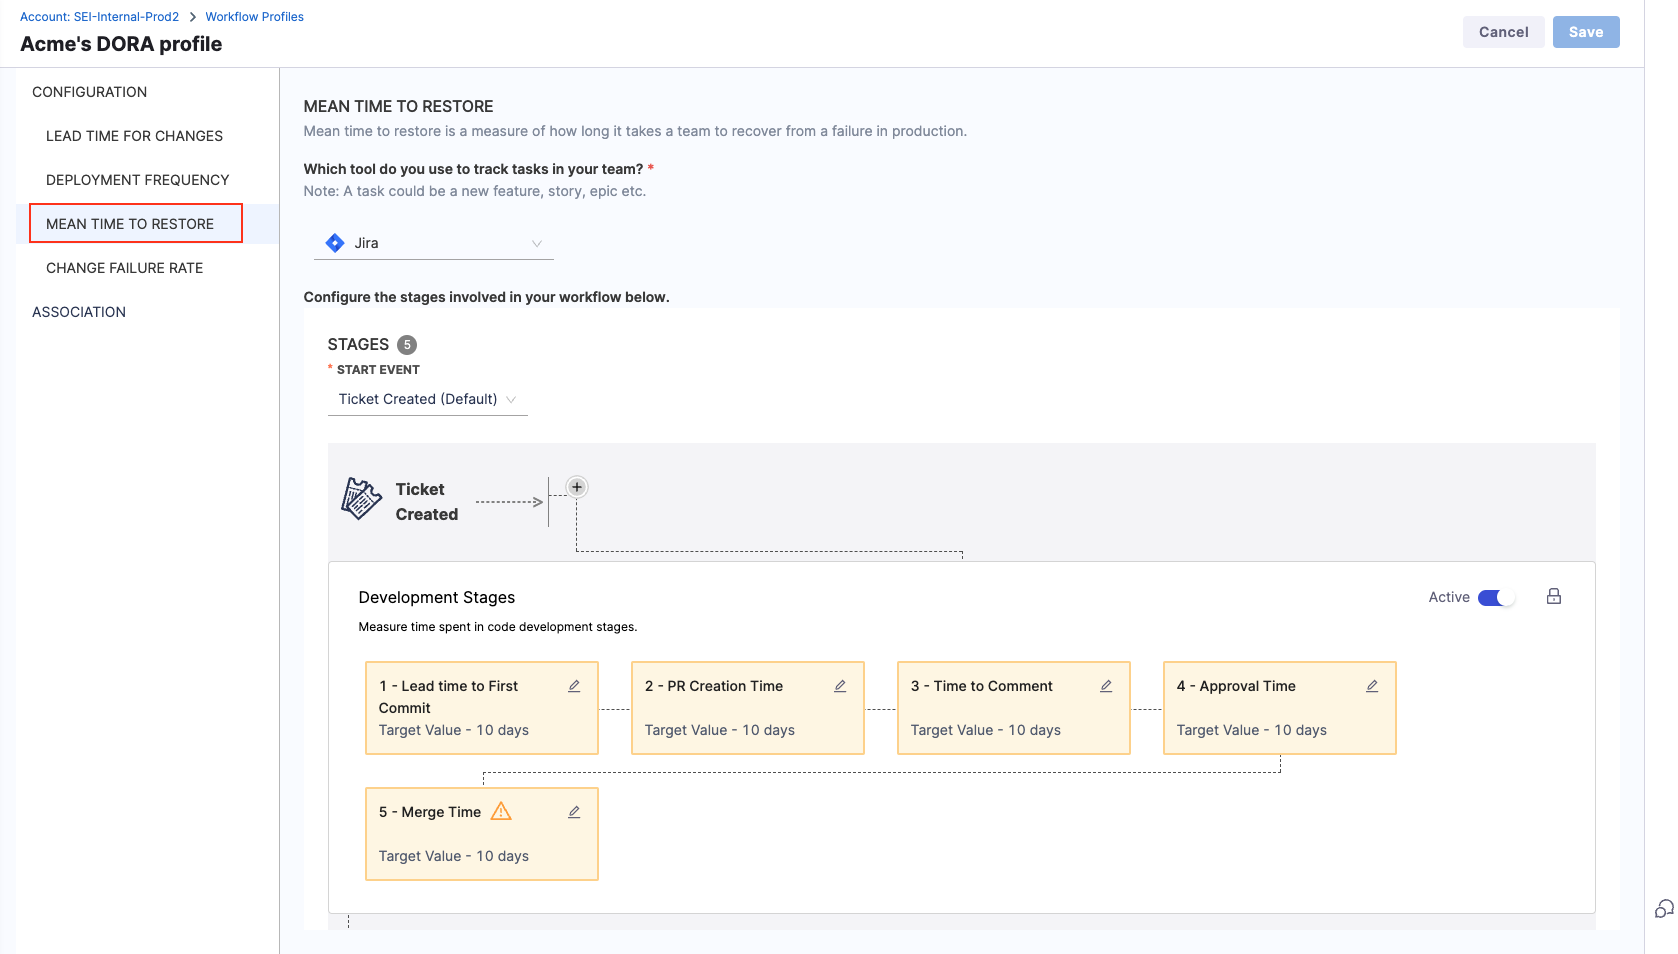 Account: SEI-Internal-Prod2 > Workflow Profiles
Acme's DORA profile
Cancel
Save
CONFIGURATION
LEAD TIME FOR CHANGES
DEPLOYMENT FREQUENCY
MEAN TIME TO RESTORE
CHANGE FAILURE RATE
ASSOCIATION
MEAN TIME TO RESTORE
Mean time to restore is a measure of how long it takes a team to recover from a failure in production.
Which tool do you use to track tasks in your team? *
Note: A task could be a new feature, story, epic etc.
Jira
Configure the stages involved in your workflow below.
STAGES 5
* START EVENT
Ticket Created (Default)
Ticket
Created
Development Stages
Active
Measure time spent in code development stages.
1 - Lead time to First
Commit
Target Value - 10 days
2 - PR Creation Time
Target Value - 10 days
3 - Time to Comment
Target Value - 10 days
4 - Approval Time
Target Value - 10 days
5 - Merge Time
Target Value - 10 days